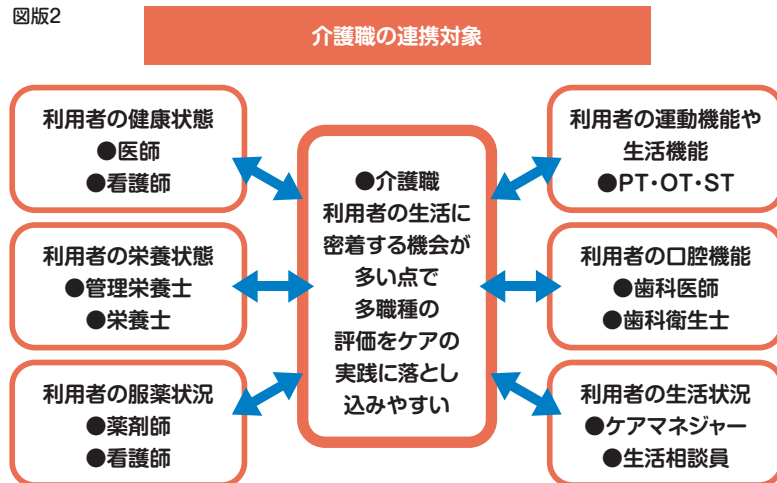 図版2
介護職の連携対象
利用者の健康状態
●医師
●看護師
利用者の栄養状態
●管理栄養士
●栄養士
利用者の服薬状況
●薬剤師
●看護師
●介護職
利用者の生活に
密着する機会が
多い点で
多職種の
評価をケアの
実践に落とし
込みやすい
利用者の運動機能や
生活機能
●PT・OT・ST
利用者の口腔機能
●歯科医師
●歯科衛生士
利用者の生活状況
●ケアマネジャー
●生活相談員